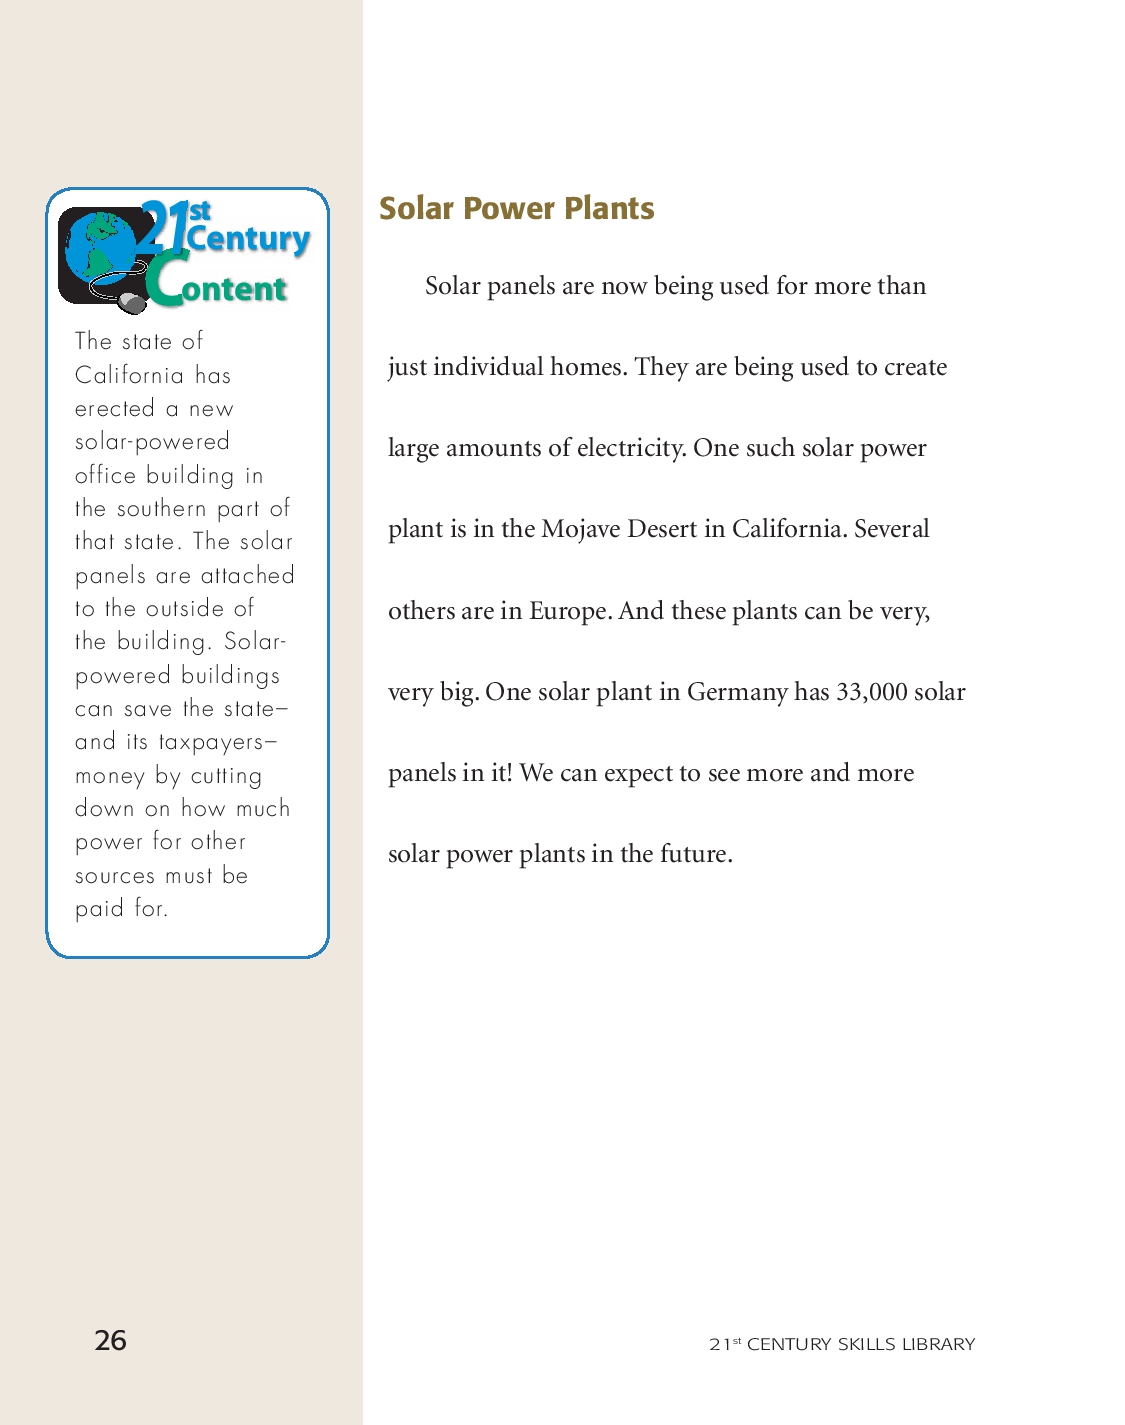 21st
Century
Content
The state of
California has
erected a new
solar-powered
office building in
the southern part of
that state. The solar
panels are attached
to the outside of
the building. Solar-
powered buildings
can save the state–
and its taxpayers–
money by cutting
down on how much
power for other
sources must be
paid for.
Solar Power Plants
Solar panels are now being used for more than
just individual homes. They are being used to create
large amounts of electricity. One such solar power
plant is in the Mojave Desert in California. Several
others are in Europe. And these plants can be very,
very big. One solar plant in Germany has 33,000 solar
panels in it! We can expect to see more and more
solar power plants in the future.
26
21st CENTURY SKILLS LIBRARY